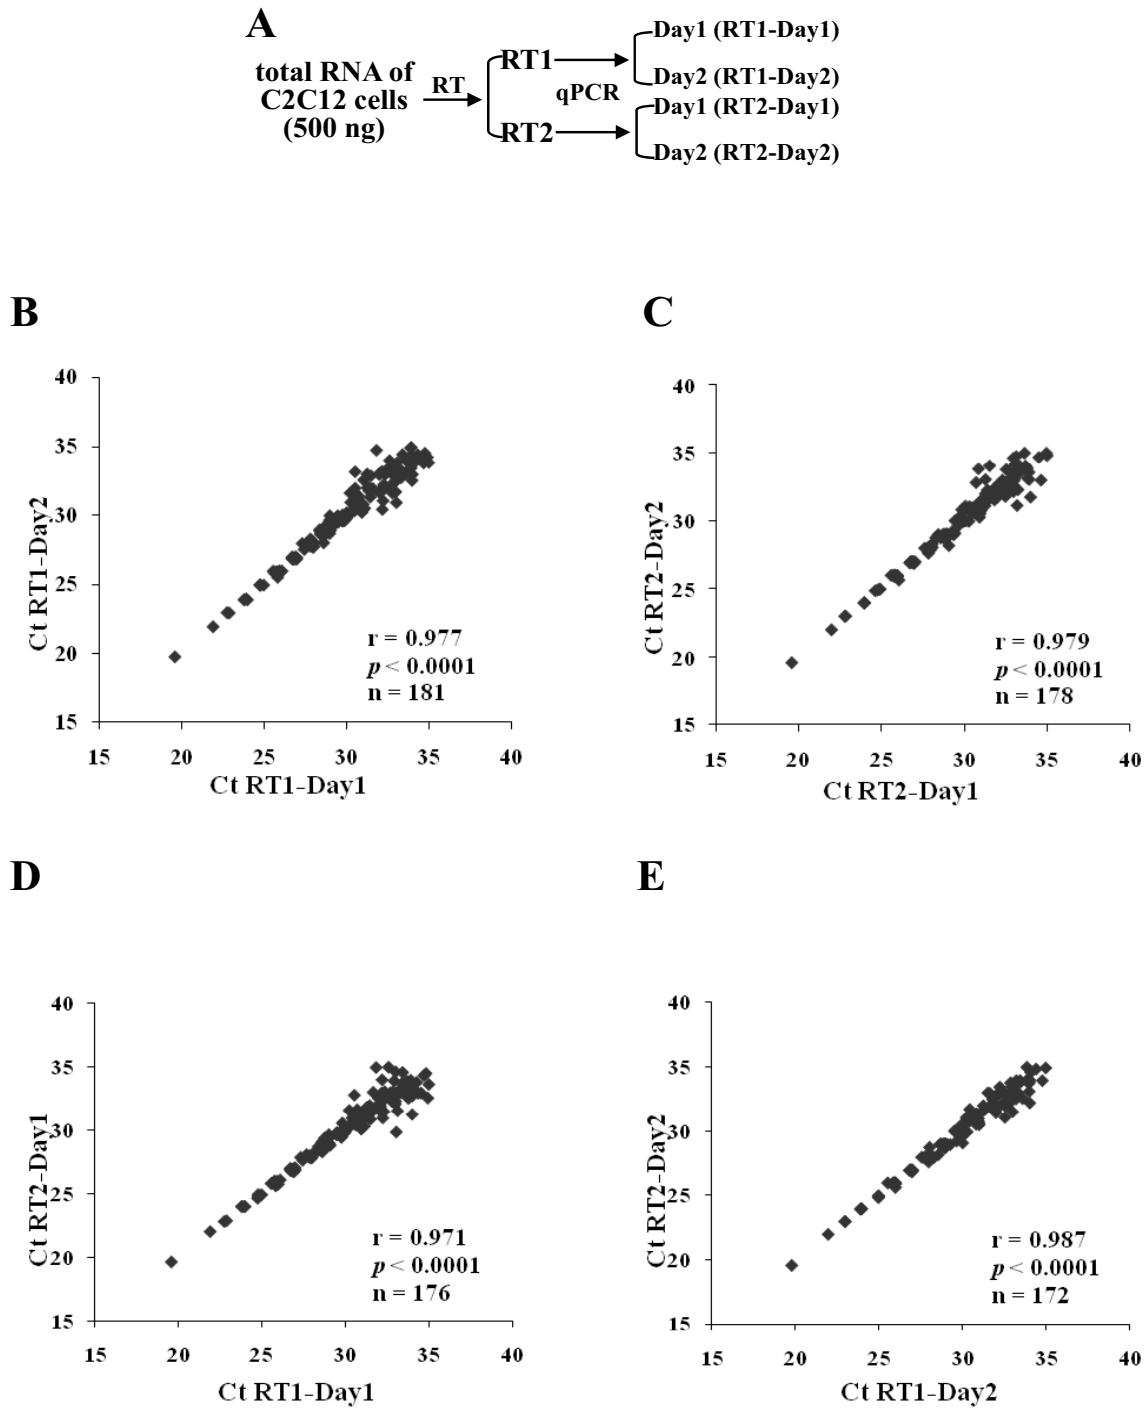 A
total RNA of
C2C12 cells
(500 ng)
RT
RT1
RT2
qPCR
Day1 (RT1-Day1)
Day2 (RT1-Day2)
Day1 (RT2-Day1)
Day2 (RT2-Day2)
B
40
35
30
25
20
15
Ct RT1-Day2
r = 0.977
p < 0.0001
n = 181
15 20 25 30 35 40
Ct RT1-Day1
C
40
35
30
25
20
15
Ct RT2-Day2
r = 0.979
p < 0.0001
n = 178
15 20 25 30 35 40
Ct RT2-Day1
D
40
35
30
25
20
15
Ct RT2-Day1
r = 0.971
p < 0.0001
n = 176
15 20 25 30 35 40
Ct RT1-Day1
E
40
35
30
25
20
15
Ct RT2-Day2
r = 0.987
p < 0.0001
n = 172
15 20 25 30 35 40
Ct RT1-Day2